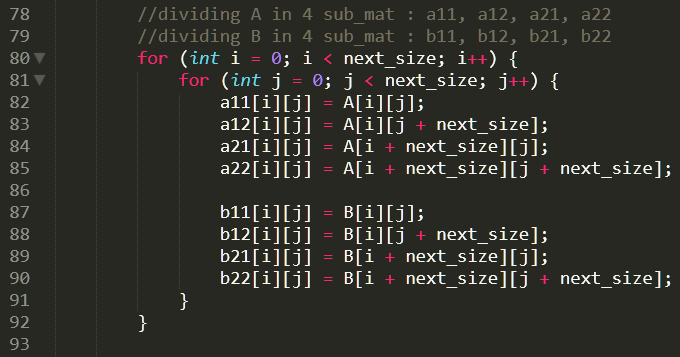 78 //dividing A in 4 sub_mat : a11, a12, a21, a22
79 //dividing B in 4 sub_mat : b11, b12, b21, b22
80 for (int i = 0; i < next_size; i++) {
81 for (int j = 0; j < next_size; j++) {
82 a11[i][j] = A[i][j];
83 a12[i][j] = A[i][j + next_size];
84 a21[i][j] = A[i + next_size][j];
85 a22[i][j] = A[i + next_size][j + next_size];
86
87 b11[i][j] = B[i][j];
88 b12[i][j] = B[i][j + next_size];
89 b21[i][j] = B[i + next_size][j];
90 b22[i][j] = B[i + next_size][j + next_size];
91 }
92 }
93